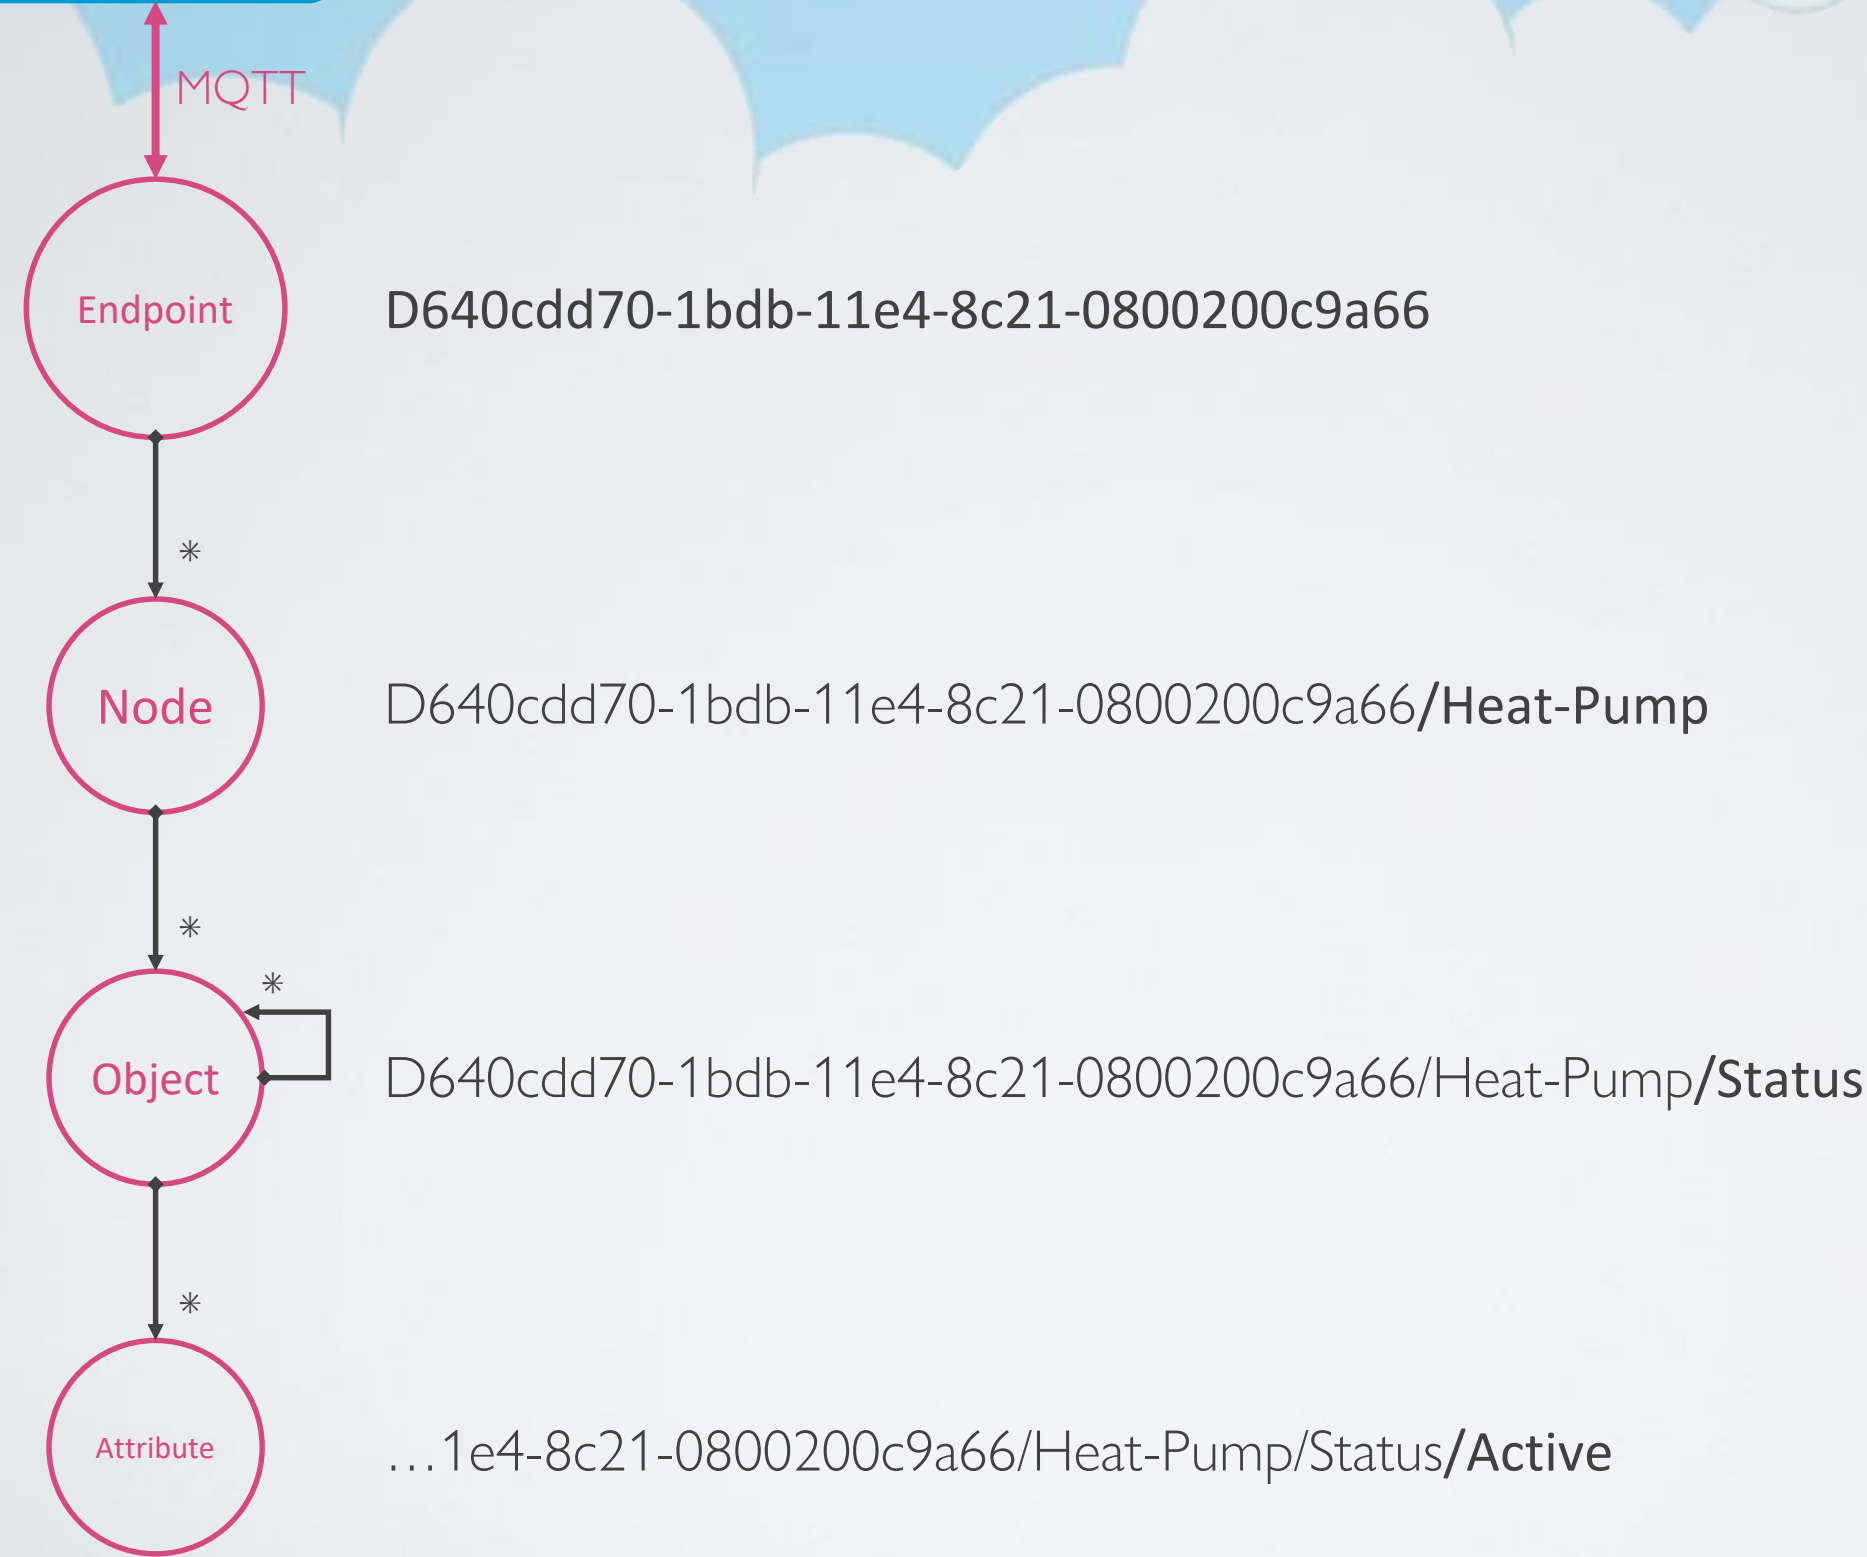 MQTT
Endpoint
D640cdd70-1bdb-11e4-8c21-0800200c9a66
*
Node
D640cdd70-1bdb-11e4-8c21-0800200c9a66/Heat-Pump
*
*
Object
D640cdd70-1bdb-11e4-8c21-0800200c9a66/Heat-Pump/Status
*
Attribute
…1e4-8c21-0800200c9a66/Heat-Pump/Status/Active